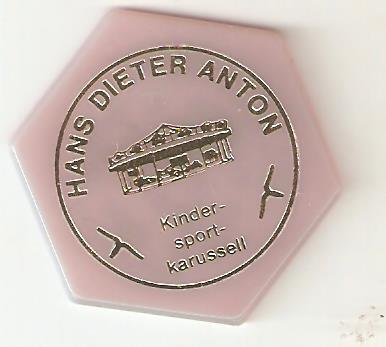 HANS DIETER ANTON
Kinder-
sport-
karussell